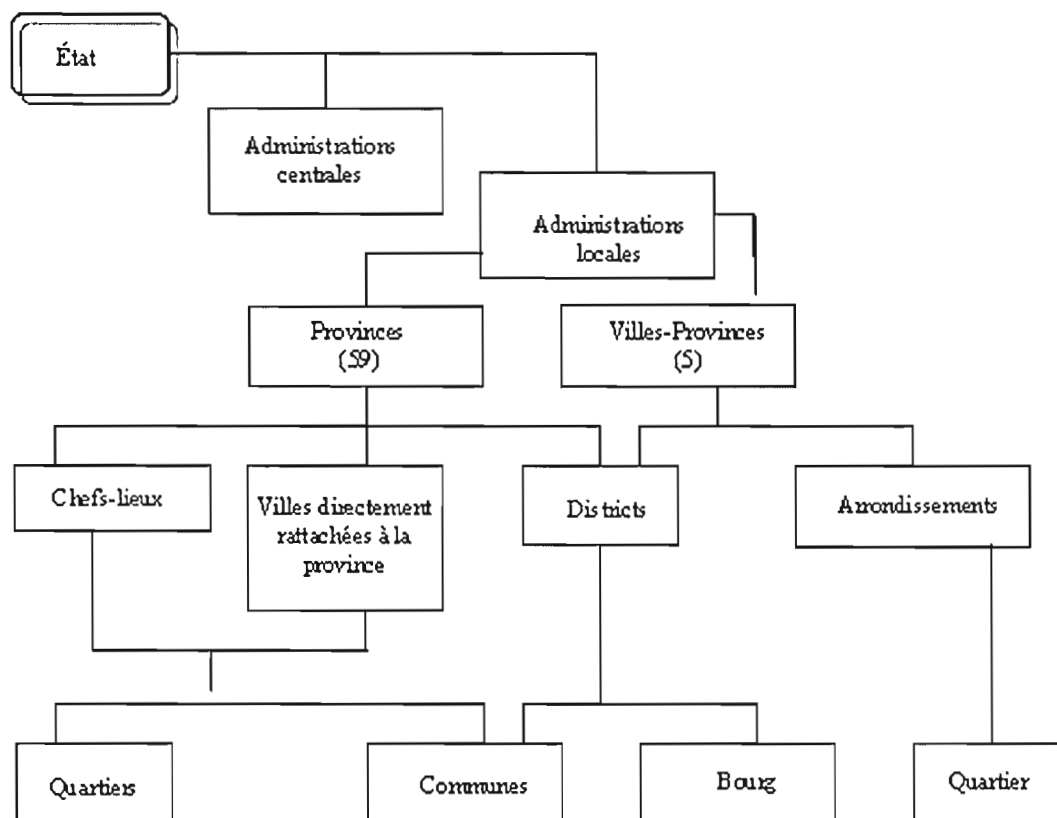 État
Administrations
centrales
Administrations
locales
Provinces
(59)
Villes-Provinces
(5)
Chefs-lieux
Villes directement
rattachées à la
province
Districts
Arrondissements
Quartiers
Communes
Bourg
Quartier